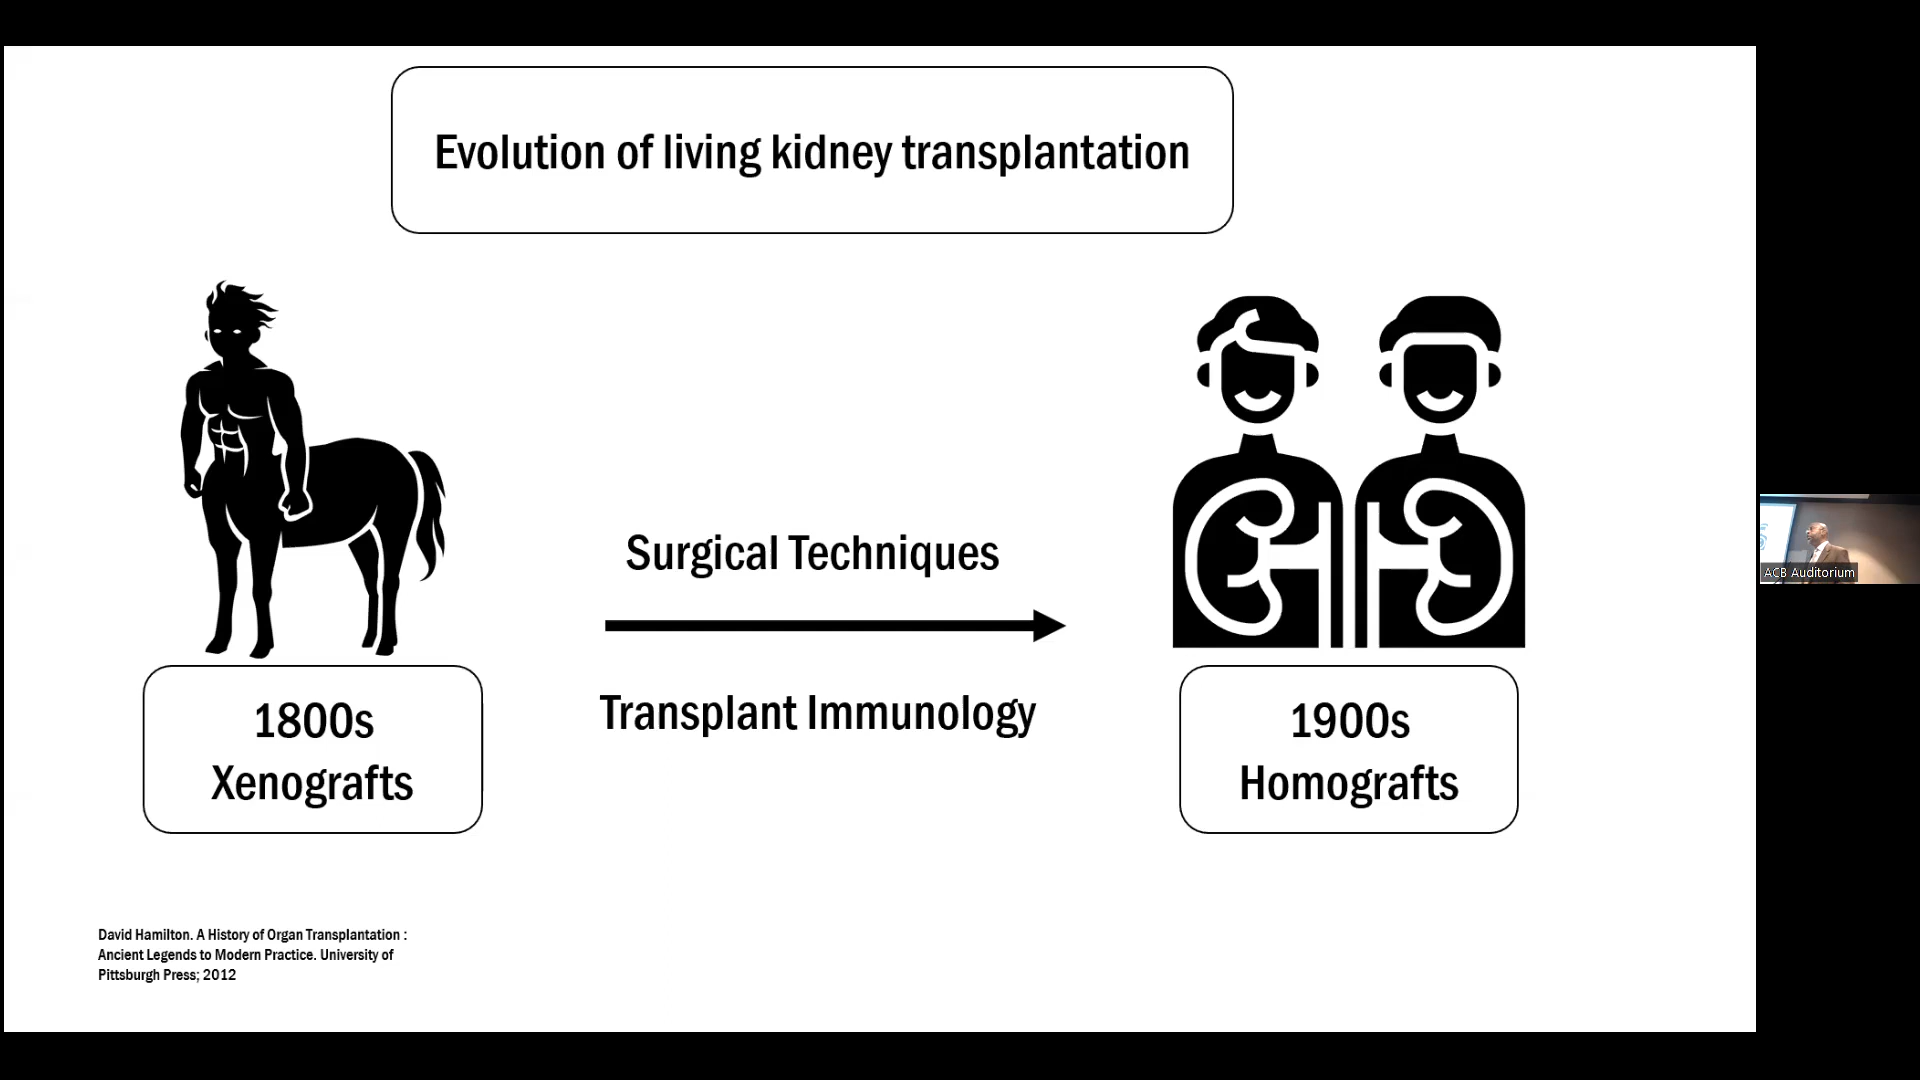 Evolution of living kidney transplantation
Surgical Techniques
Transplant Immunology
1800s
Xenografts
1900s
Homografts
David Hamilton. A History of Organ Transplantation :
Ancient Legends to Modern Practice. University of
Pittsburgh Press; 2012
ACB Auditorium